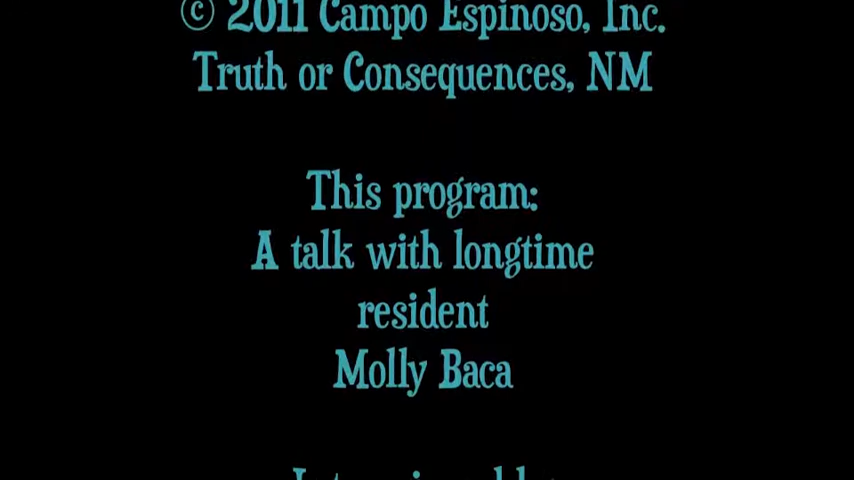 © 2011 Campo Espinoso, Inc.
Truth or Consequences, NM
This program:
A talk with longtime
resident
Molly Baca